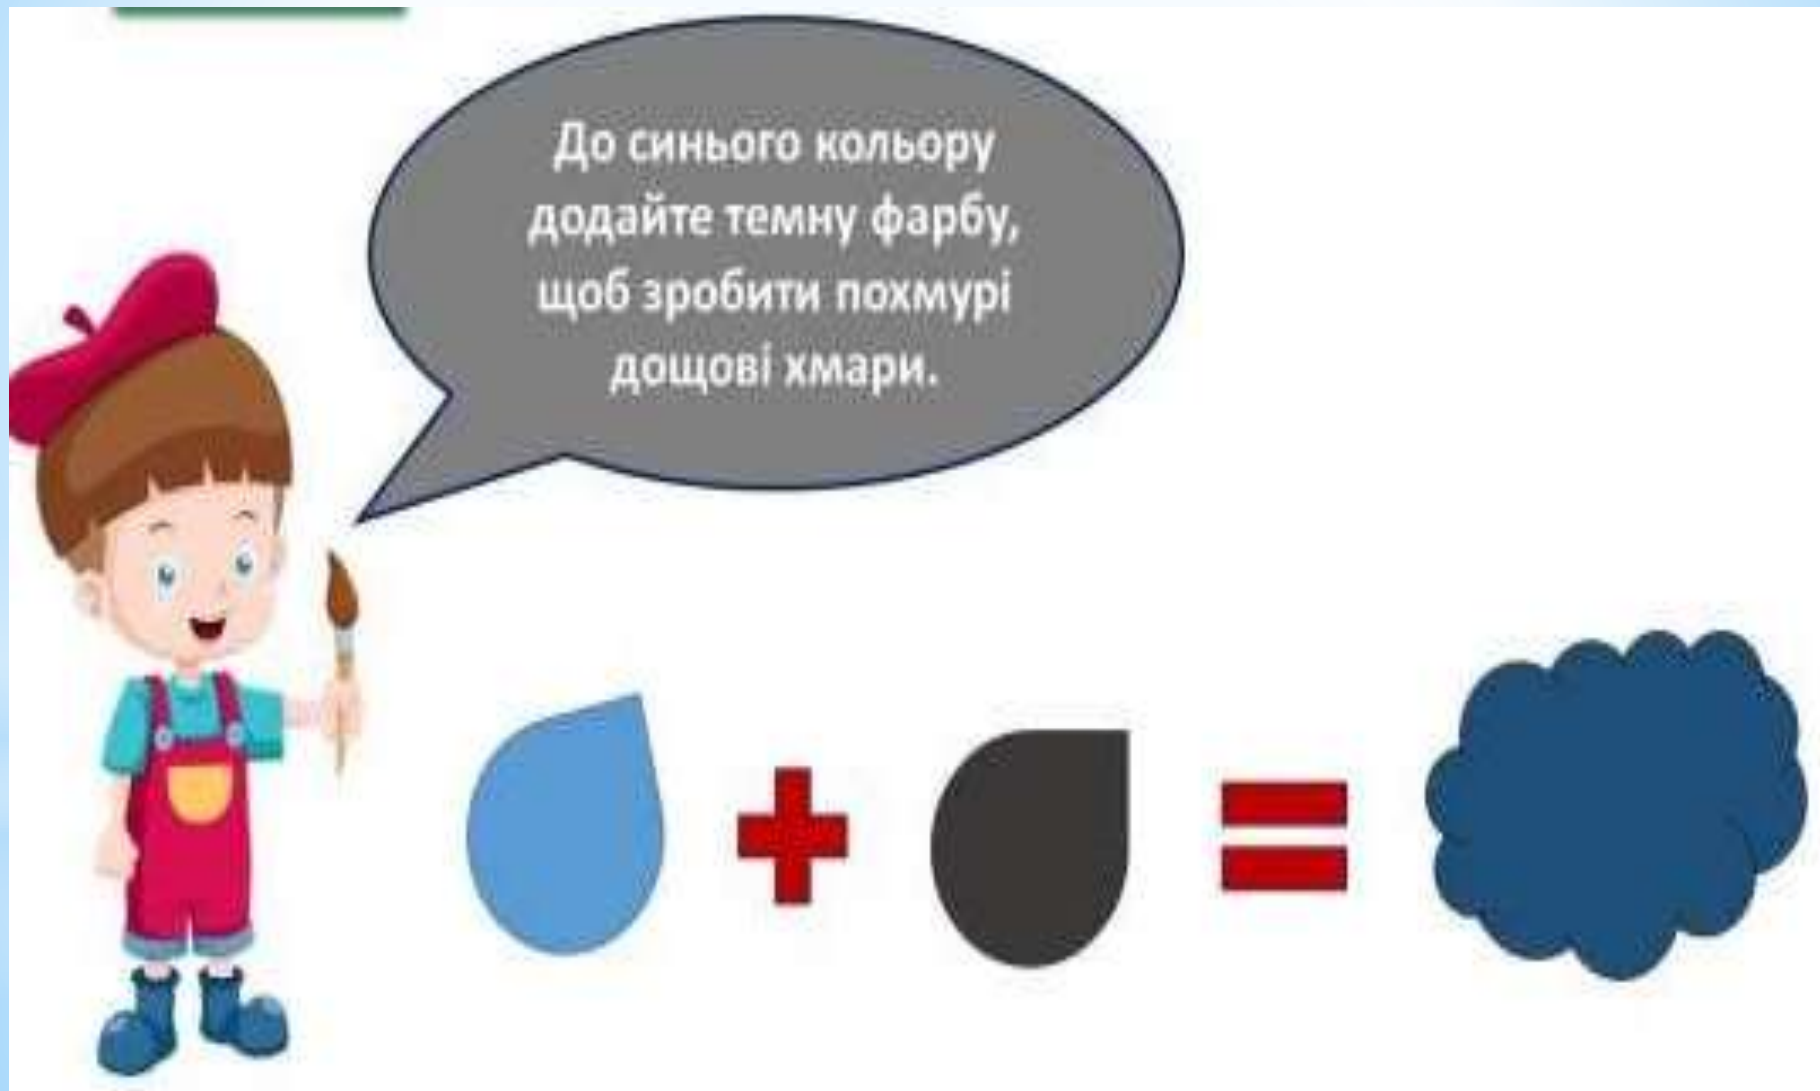 До синього кольору
додайте темну фарбу,
щоб зробити похмурі
дощові хмари.